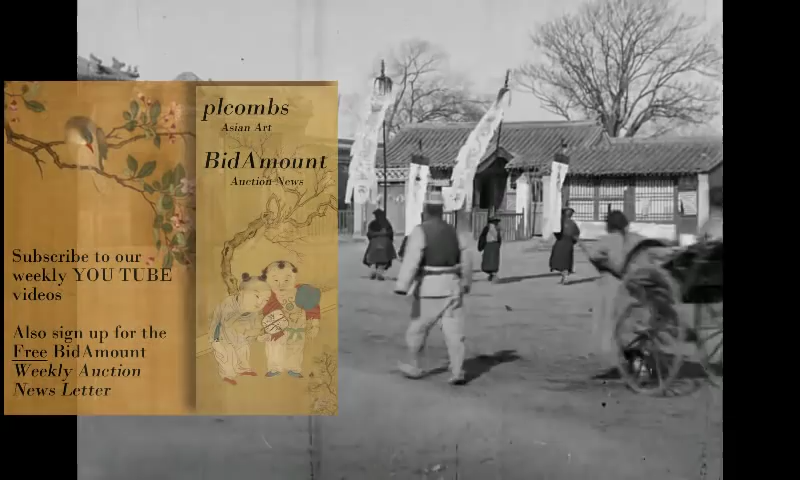 plcombs
Asian Art
BidAmount
Auction News
Subscribe to our
weekly YOU TUBE
videos
Also sign up for the
Free BidAmount
Weekly Auction
News Letter